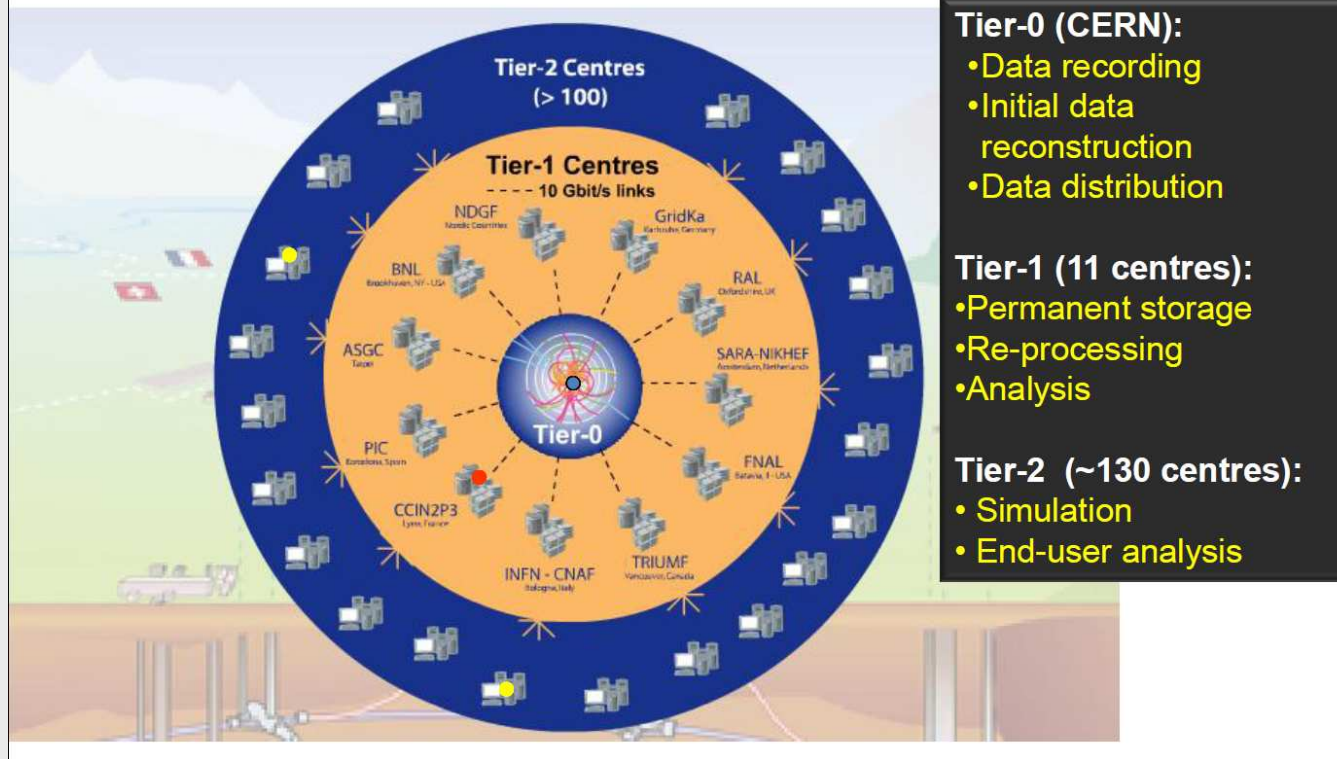 Tier-2 Centres
(> 100)
Tier-1 Centres
---- 10 Gbit/s links
NDGF
Nordic Countries
GridKa
Karlsruhe, Germany
BNL
Brookhaven, NY - USA
RAL
Oxfordshire, UK
ASGC
Taipei
SARA-NIKHEF
Amsterdam, Netherlands
Tier-0
PIC
Barcelona, Spain
FNAL
Batavia, Il - USA
CCIN2P3
Lyon, France
INFN - CNAF
Bologna, Italy
TRIUMF
Vancouver, Canada
Tier-0 (CERN):
•Data recording
•Initial data
reconstruction
•Data distribution
Tier-1 (11 centres):
•Permanent storage
•Re-processing
•Analysis
Tier-2 (~130 centres):
• Simulation
• End-user analysis